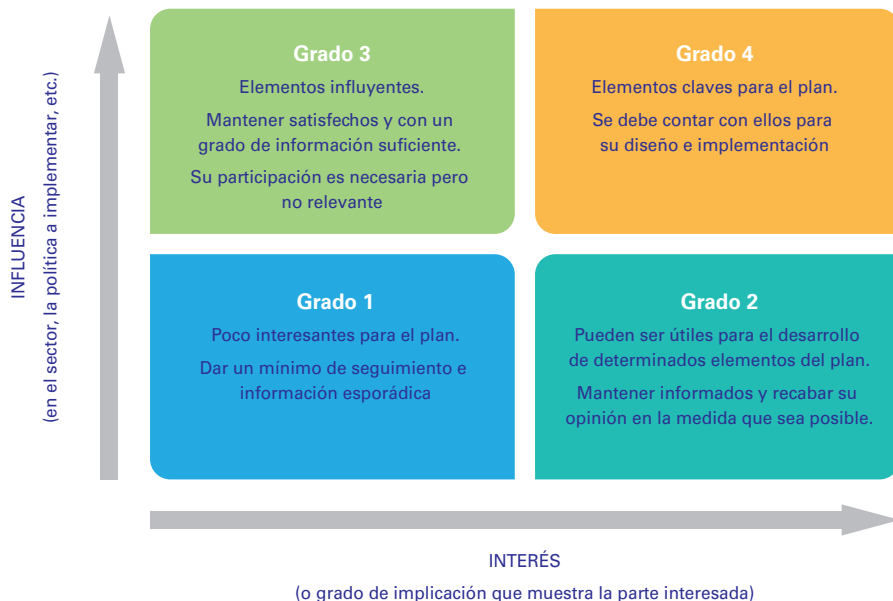 INFLUENCIA
(en el sector, la política a implementar, etc.)
Grado 3
Elementos influyentes.
Mantener satisfechos y con un
grado de información suficiente.
Su participación es necesaria pero
no relevante
Grado 4
Elementos claves para el plan.
Se debe contar con ellos para
su diseño e implementación
Grado 1
Poco interesantes para el plan.
Dar un mínimo de seguimiento e
información esporádica
Grado 2
Pueden ser útiles para el desarrollo
de determinados elementos del plan.
Mantener informados y recabar su
opinión en la medida que sea posible.
INTERÉS
(o grado de implicación que muestra la parte interesada)